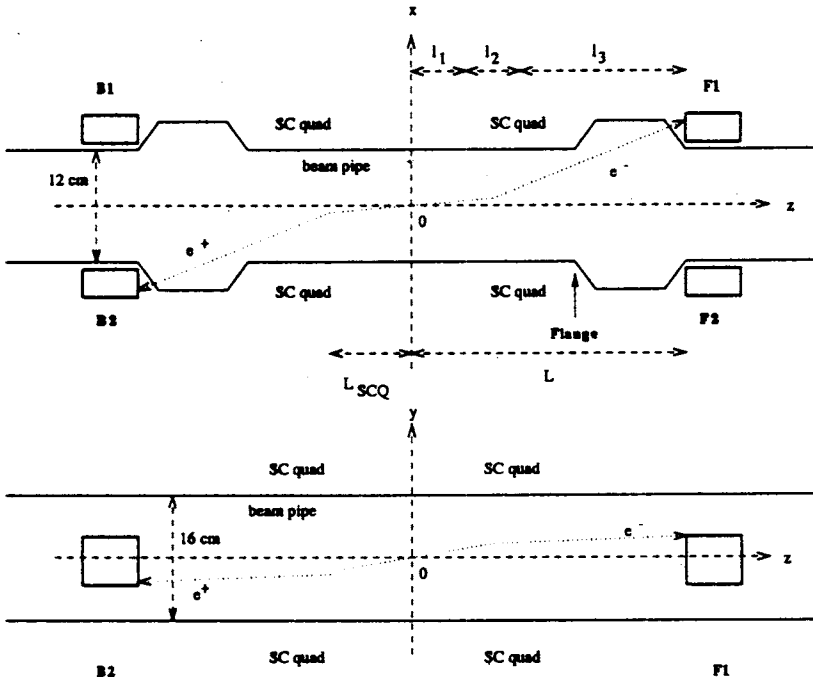 x
l1 l2 l3
B1 F1
SC quad SC quad
beam pipe
12 cm
e-
z
0
e+
SC quad SC quad
B2 F2
Flange
LSCQ L
y
SC quad SC quad
beam pipe
16 cm
e-
z
0
e+
B2 SC quad SC quad F1